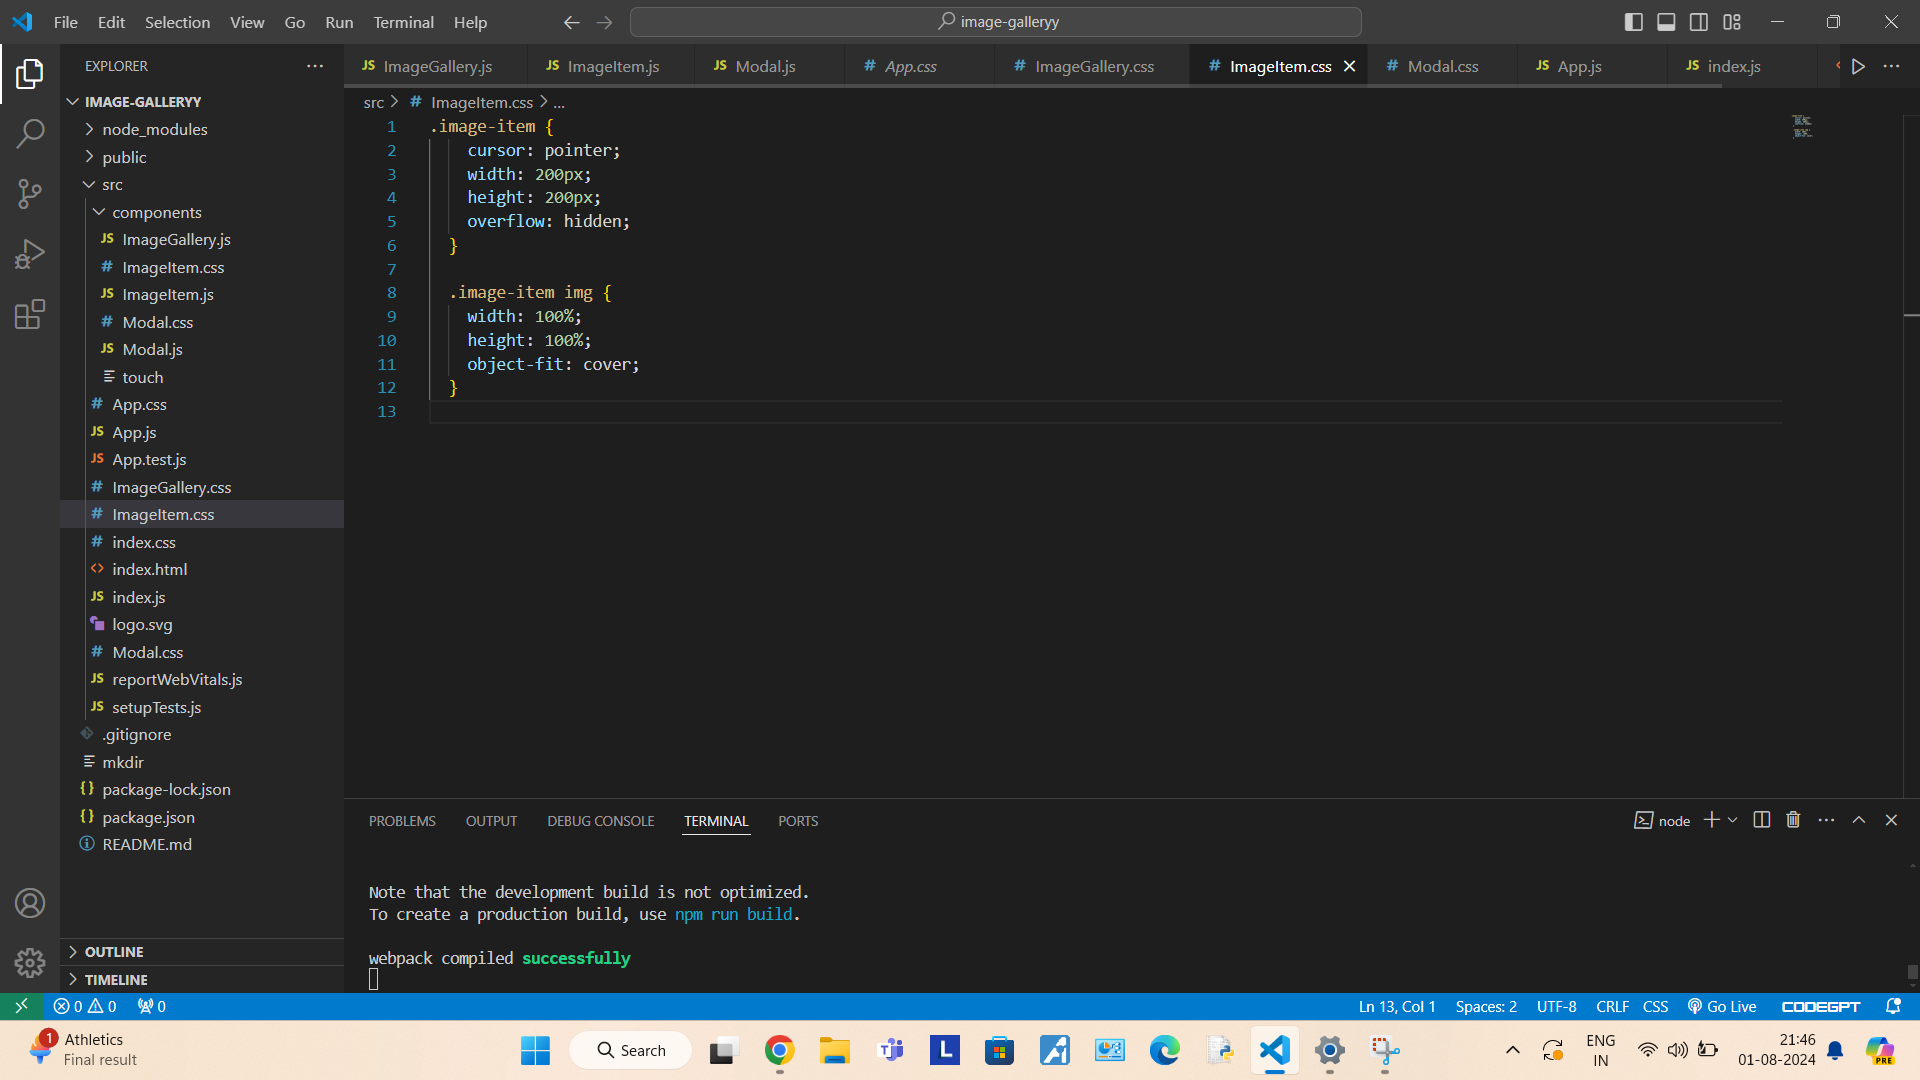 File Edit Selection View Go Run Terminal Help
image-galleryy
EXPLORER
IMAGE-GALLERYY
node_modules
public
src
components
JS ImageGallery.js
# ImageItem.css
JS ImageItem.js
# Modal.css
JS Modal.js
touch
# App.css
JS App.js
JS App.test.js
# ImageGallery.css
# ImageItem.css
# index.css
<> index.html
JS index.js
logo.svg
# Modal.css
JS reportWebVitals.js
JS setupTests.js
.gitignore
mkdir
{} package-lock.json
{} package.json
README.md
OUTLINE
TIMELINE
JS ImageGallery.js JS ImageItem.js JS Modal.js # App.css # ImageGallery.css # ImageItem.css # Modal.css JS App.js JS index.js
src > # ImageItem.css > ...
1 .image-item {
2 cursor: pointer;
3 width: 200px;
4 height: 200px;
5 overflow: hidden;
6 }
7
8 .image-item img {
9 width: 100%;
10 height: 100%;
11 object-fit: cover;
12 }
13
PROBLEMS OUTPUT DEBUG CONSOLE TERMINAL PORTS
node
Note that the development build is not optimized.
To create a production build, use npm run build.
webpack compiled successfully
0 0 0
Ln 13, Col 1 Spaces: 2 UTF-8 CRLF CSS Go Live CODEGPT
1 Athletics
Final result
Search
L
PRE
ENG
IN
21:46
01-08-2024